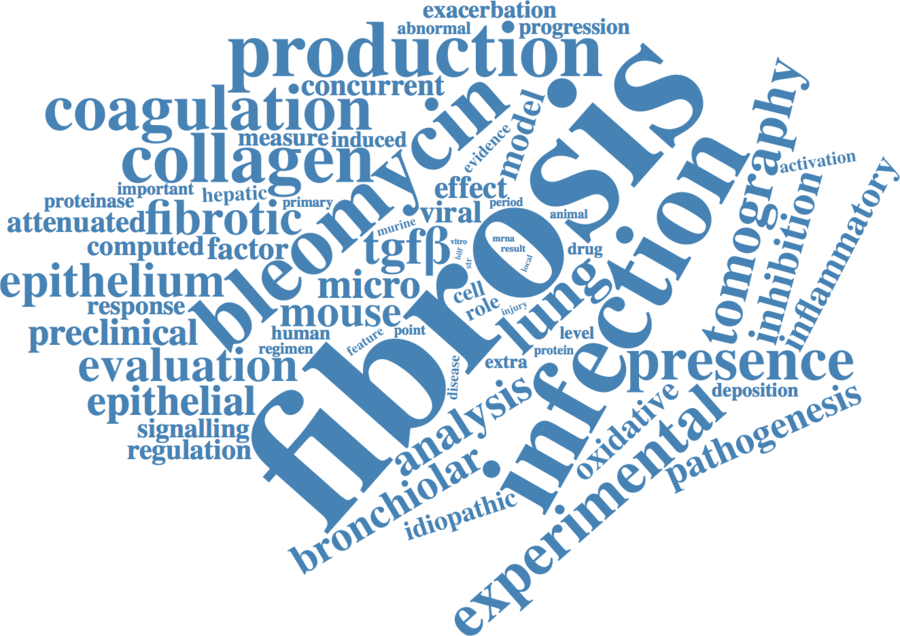 exacerbation
abnormal
progression
production
concurrent
coagulation
measure
induced
collagen
bleomycin
evidence
model
fibrosis
tomography
activation
important
hepatic
proteinase
primary
effect
period
attenuated
fibrotic
murine
viral
animal
inhibition
inflammatory
computed
factor
tgfβ
vitro
mrna
result
drug
local
str
epithelium
micro
cell
infection
response
mouse
role
injury
lung
preclinical
human
point
feature
level
regimen
protein
evaluation
disease
extra
presence
deposition
epithelial
analysis
oxidative
signalling
regulation
bronchiolar
idiopathic
experimental
pathogenesis